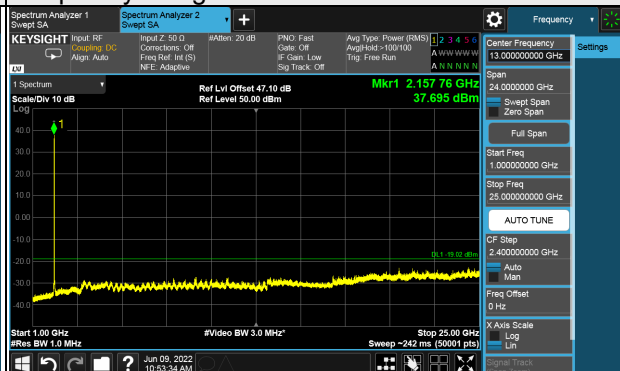 Spectrum Analyzer 1
Swept SA
Spectrum Analyzer 2
Swept SA
Frequency
KEYSIGHT
Input: RF
Coupling: DC
Align: Auto
Input Z: 50 Ω
Corrections: Off
Freq Ref: Int (S)
NFE: Adaptive
#Atten: 20 dB
PNO: Fast
Gate: Off
IF Gain: Low
Sig Track: Off
Avg Type: Power (RMS)
Avg|Hold:>100/100
Trig: Free Run
1 2 3 4 5 6
A W W W W W
A N N N N N
LXI
1 Spectrum
Scale/Div 10 dB
Log
Ref Lvl Offset 47.10 dB
Ref Level 50.00 dBm
Mkr1 2.157 76 GHz
37.695 dBm
1
40.0
30.0
20.0
10.0
0.00
-10.0
-20.0
-30.0
-40.0
DL1 -19.02 dBm
Start 1.00 GHz
#Res BW 1.0 MHz
#Video BW 3.0 MHz*
Stop 25.00 GHz
Sweep ~242 ms (50001 pts)
Jun 09, 2022
10:53:34 AM
Center Frequency
13.000000000 GHz
Settings
Span
24.0000000 GHz
Swept Span
Zero Span
Full Span
Start Freq
1.000000000 GHz
Stop Freq
25.000000000 GHz
AUTO TUNE
CF Step
2.400000000 GHz
Auto
Man
Freq Offset
0 Hz
X Axis Scale
Log
Lin
Signal Track